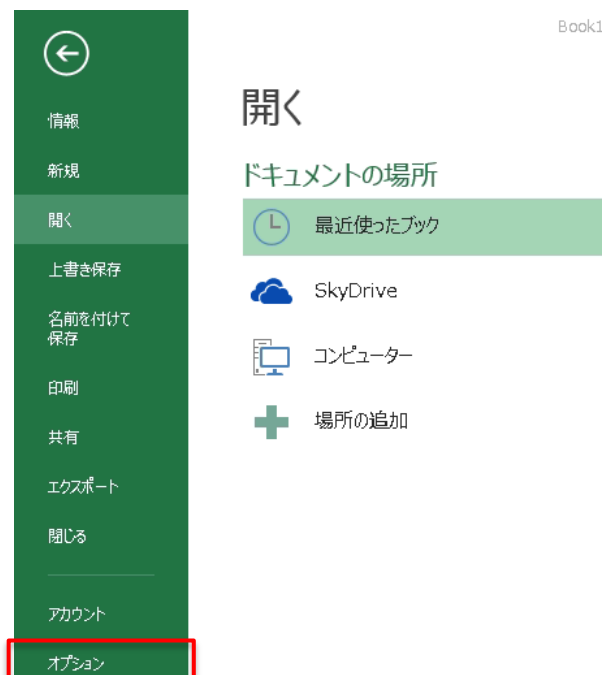 Book1
情報
新規
開く
上書き保存
名前を付けて
保存
印刷
共有
エクスポート
閉じる
アカウント
オプション
開く
ドキュメントの場所
最近使ったブック
SkyDrive
コンピューター
場所の追加